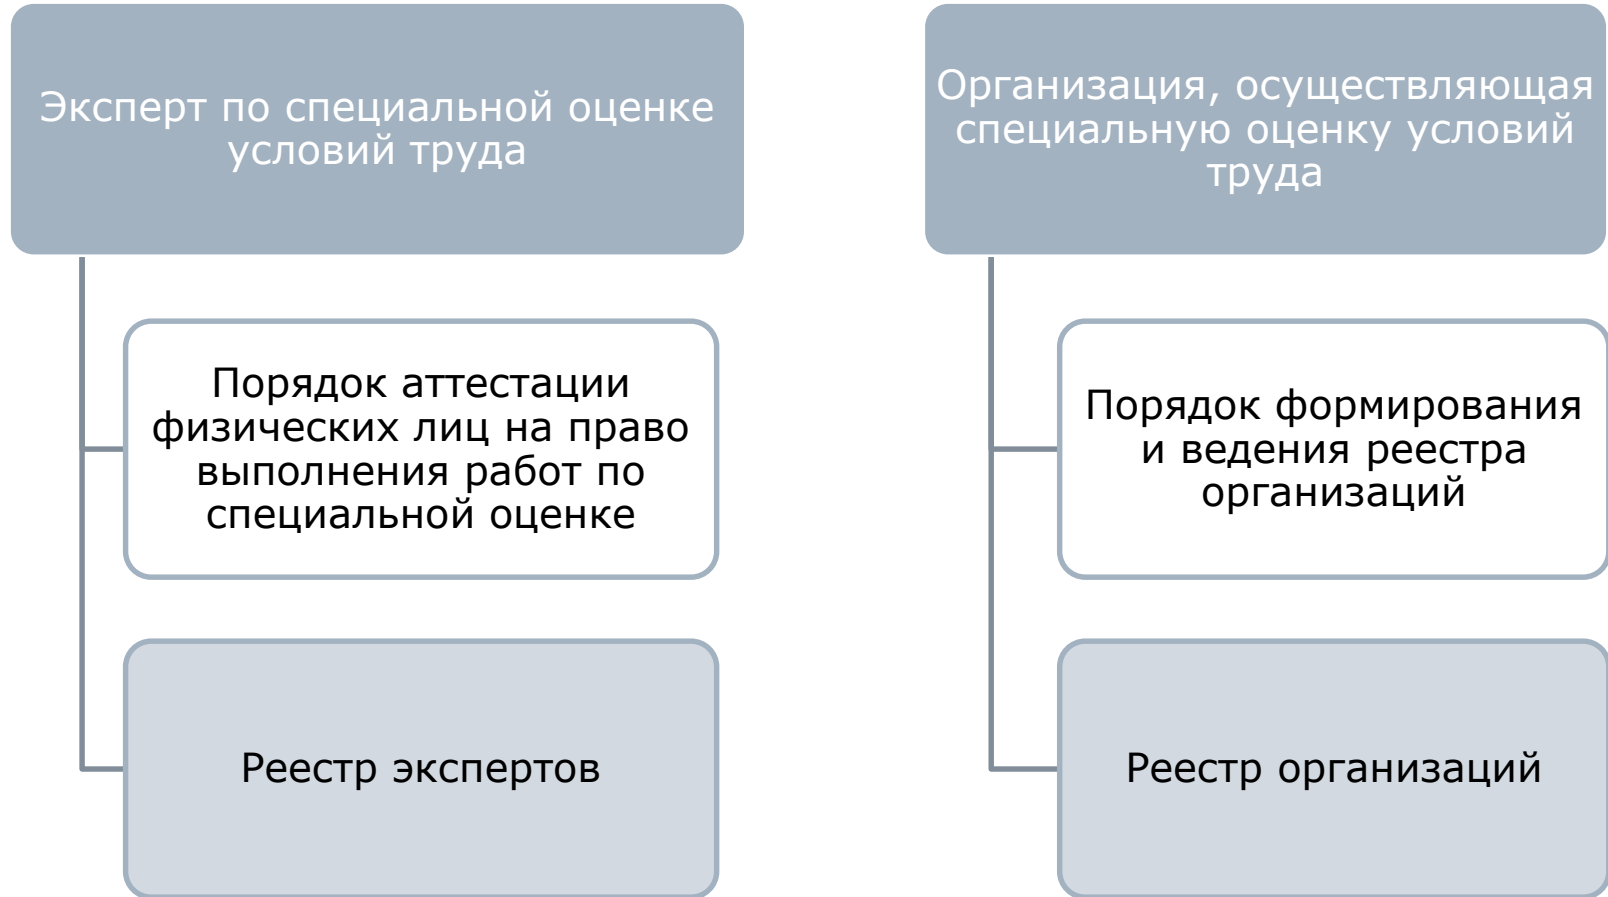 Эксперт по специальной оценке
условий труда
Порядок аттестации
физических лиц на право
выполнения работ по
специальной оценке
Реестр экспертов
Организация, осуществляющая
специальную оценку условий
труда
Порядок формирования
и ведения реестра
организаций
Реестр организаций